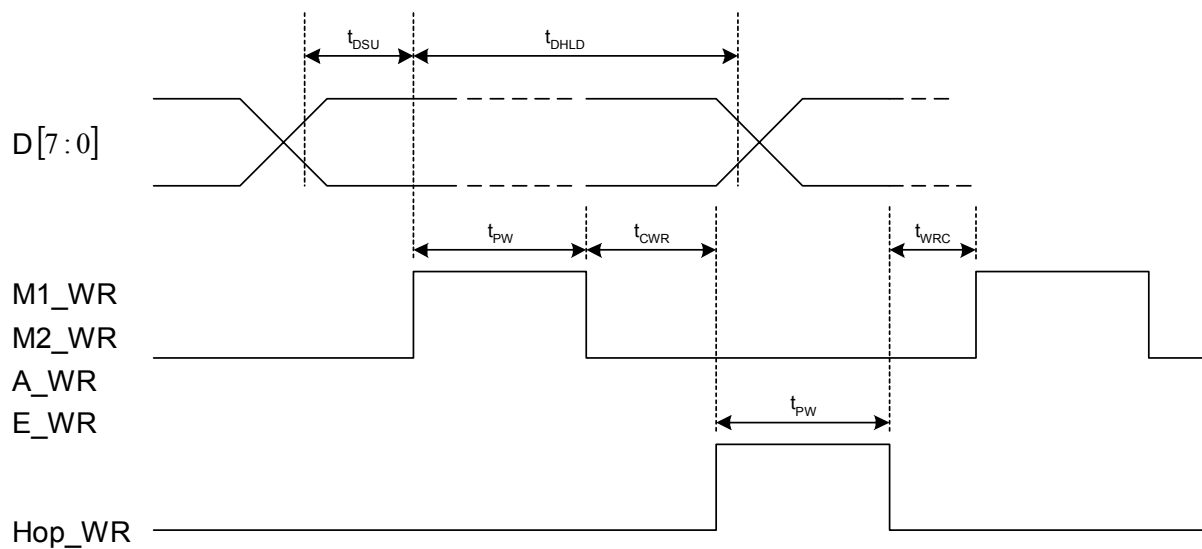 tDSU
tDHLD
D[7:0]
tPW
tCWR
tWRC
M1_WR
M2_WR
A_WR
E_WR
tPW
Hop_WR